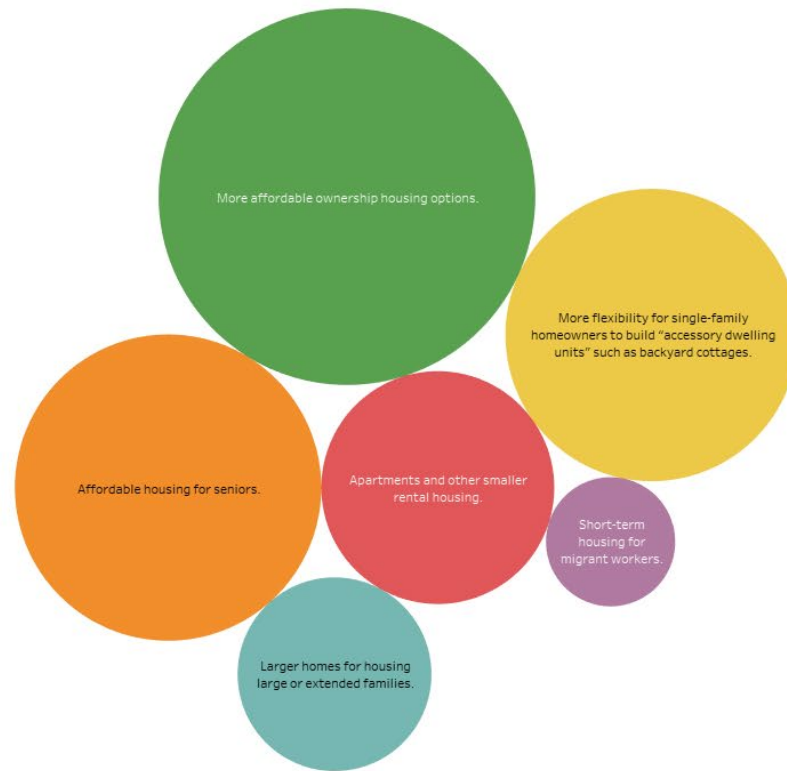 More affordable ownership housing options.
More flexibility for single-family
homeowners to build “accessory dwelling
units” such as backyard cottages.
Affordable housing for seniors.
Apartments and other smaller
rental housing.
Short-term
housing for
migrant workers.
Larger homes for housing
large or extended families.